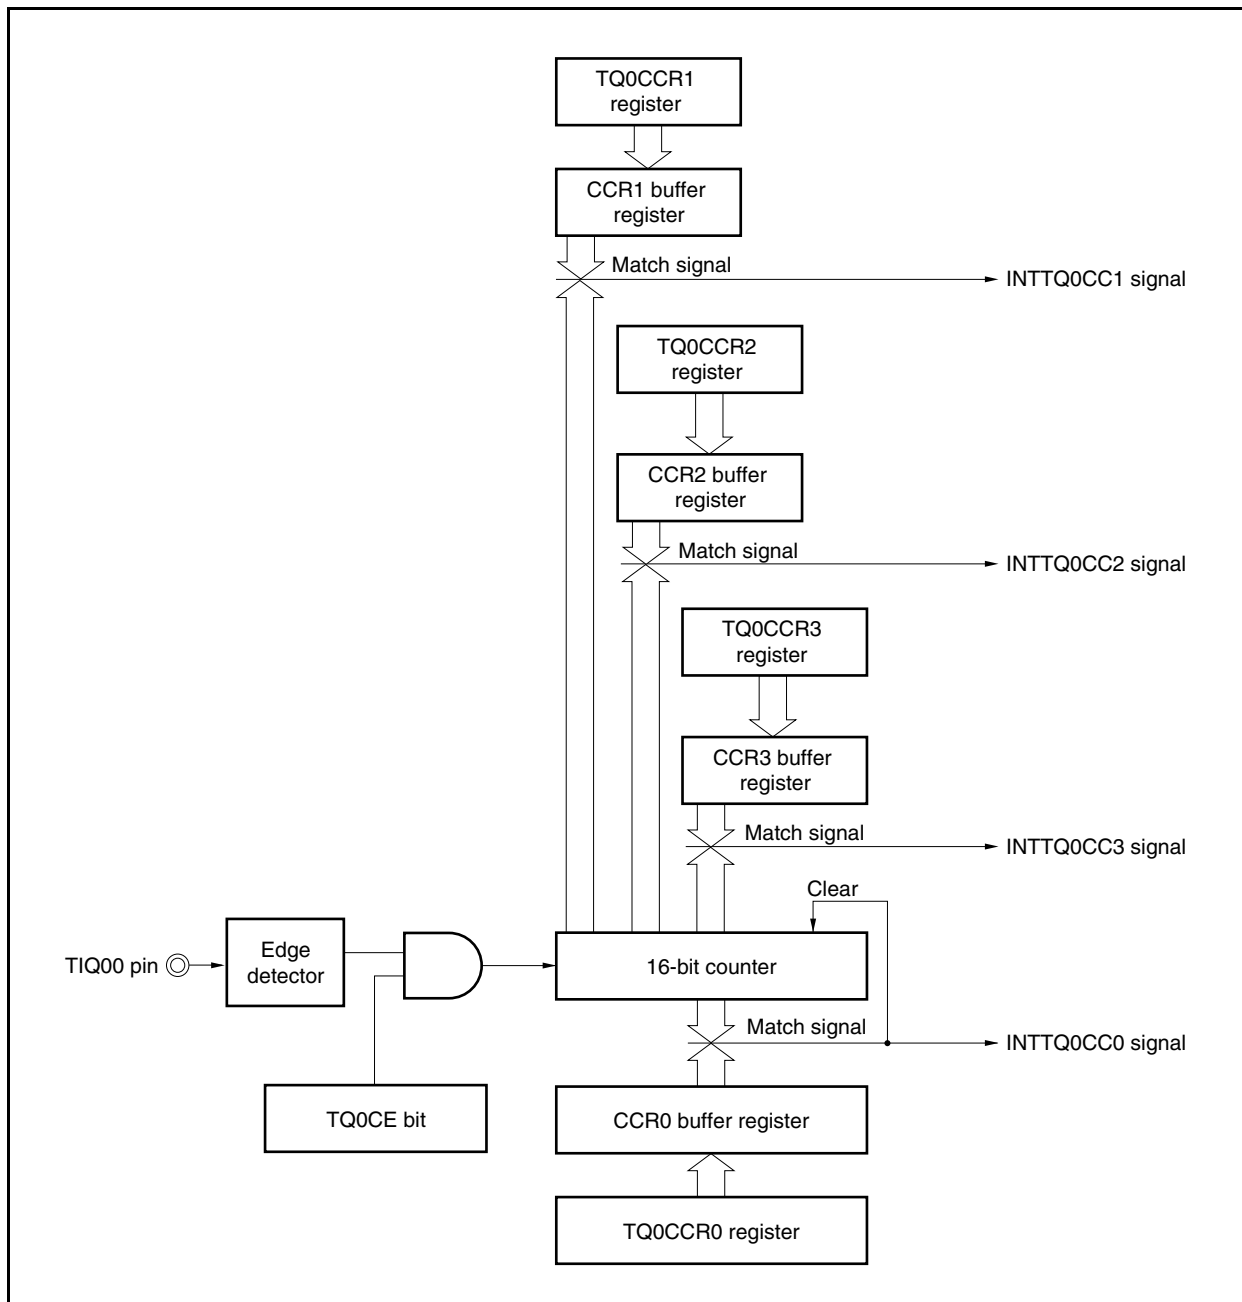 TQ0CCR1
register
CCR1 buffer
register
Match signal
INTTQ0CC1 signal
TQ0CCR2
register
CCR2 buffer
register
Match signal
INTTQ0CC2 signal
TQ0CCR3
register
CCR3 buffer
register
Match signal
INTTQ0CC3 signal
Clear
TIQ00 pin
Edge
detector
16-bit counter
Match signal
INTTQ0CC0 signal
TQ0CE bit
CCR0 buffer register
TQ0CCR0 register